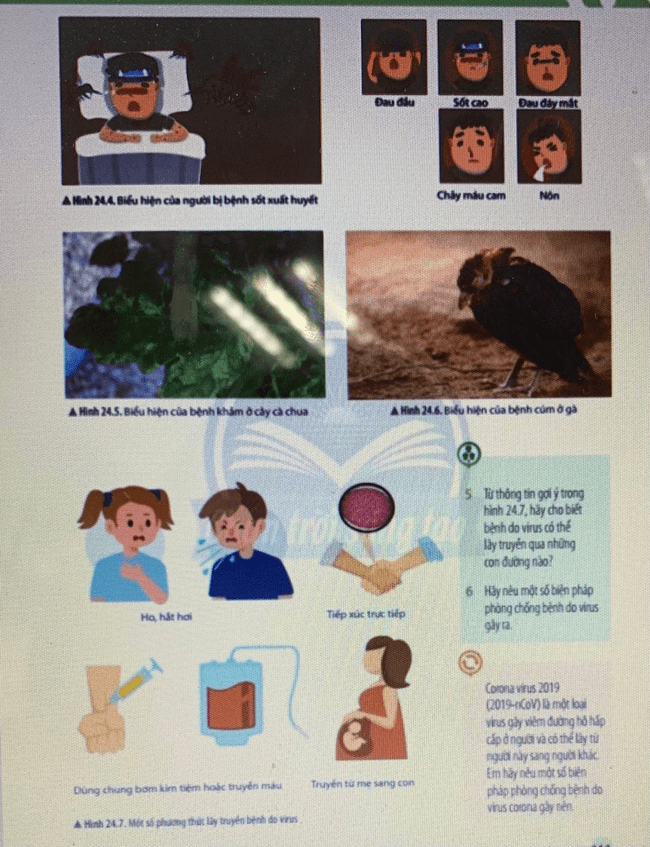 Đau đầu
Sốt cao
Đau đáy mắt
Chảy máu cam
Nôn
▲ Hình 24.4. Biểu hiện của người bị bệnh sốt xuất huyết
▲ Hình 24.5. Biểu hiện của bệnh khảm ở cây cà chua
▲ Hình 24.6. Biểu hiện của bệnh cúm ở gà
Ho, hắt hơi
Tiếp xúc trực tiếp
Dùng chung bơm kim tiêm hoặc truyền máu
Truyền từ mẹ sang con
▲ Hình 24.7. Một số phương thức lây truyền bệnh do virus
5 Từ thông tin gợi ý trong
hình 24.7, hãy cho biết
bệnh do virus có thể
lây truyền qua những
con đường nào?
6 Hãy nêu một số biện pháp
phòng chống bệnh do virus
gây ra.
Corona virus 2019
(2019-nCoV) là một loại
virus gây viêm đường hô hấp
cấp ở người và có thể lây từ
người này sang người khác.
Em hãy nêu một số biện
pháp phòng chống bệnh do
virus corona gây nên.